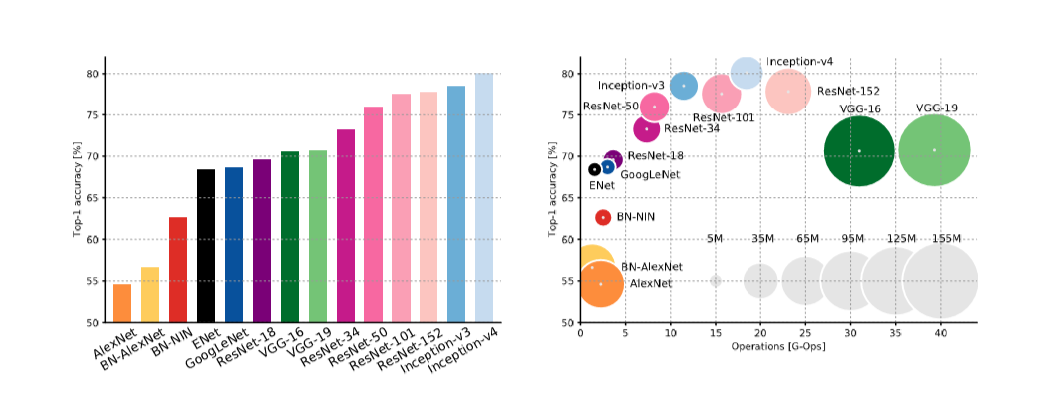 80
75
70
65
60
55
50
Top-1 accuracy [%]
AlexNet
BN-AlexNet
BN-NIN
ENet
GoogLeNet
ResNet-18
VGG-16
VGG-19
ResNet-34
ResNet-50
ResNet-101
ResNet-152
Inception-v3
Inception-v4
80
75
70
65
60
55
50
Top-1 accuracy [%]
Inception-v4
Inception-v3
ResNet-152
ResNet-50
VGG-16 VGG-19
ResNet-101
ResNet-34
ResNet-18
GoogLeNet
ENet
BN-NIN
5M 35M 65M 95M 125M 155M
BN-AlexNet
AlexNet
0 5 10 15 20 25 30 35 40
Operations [G-Ops]